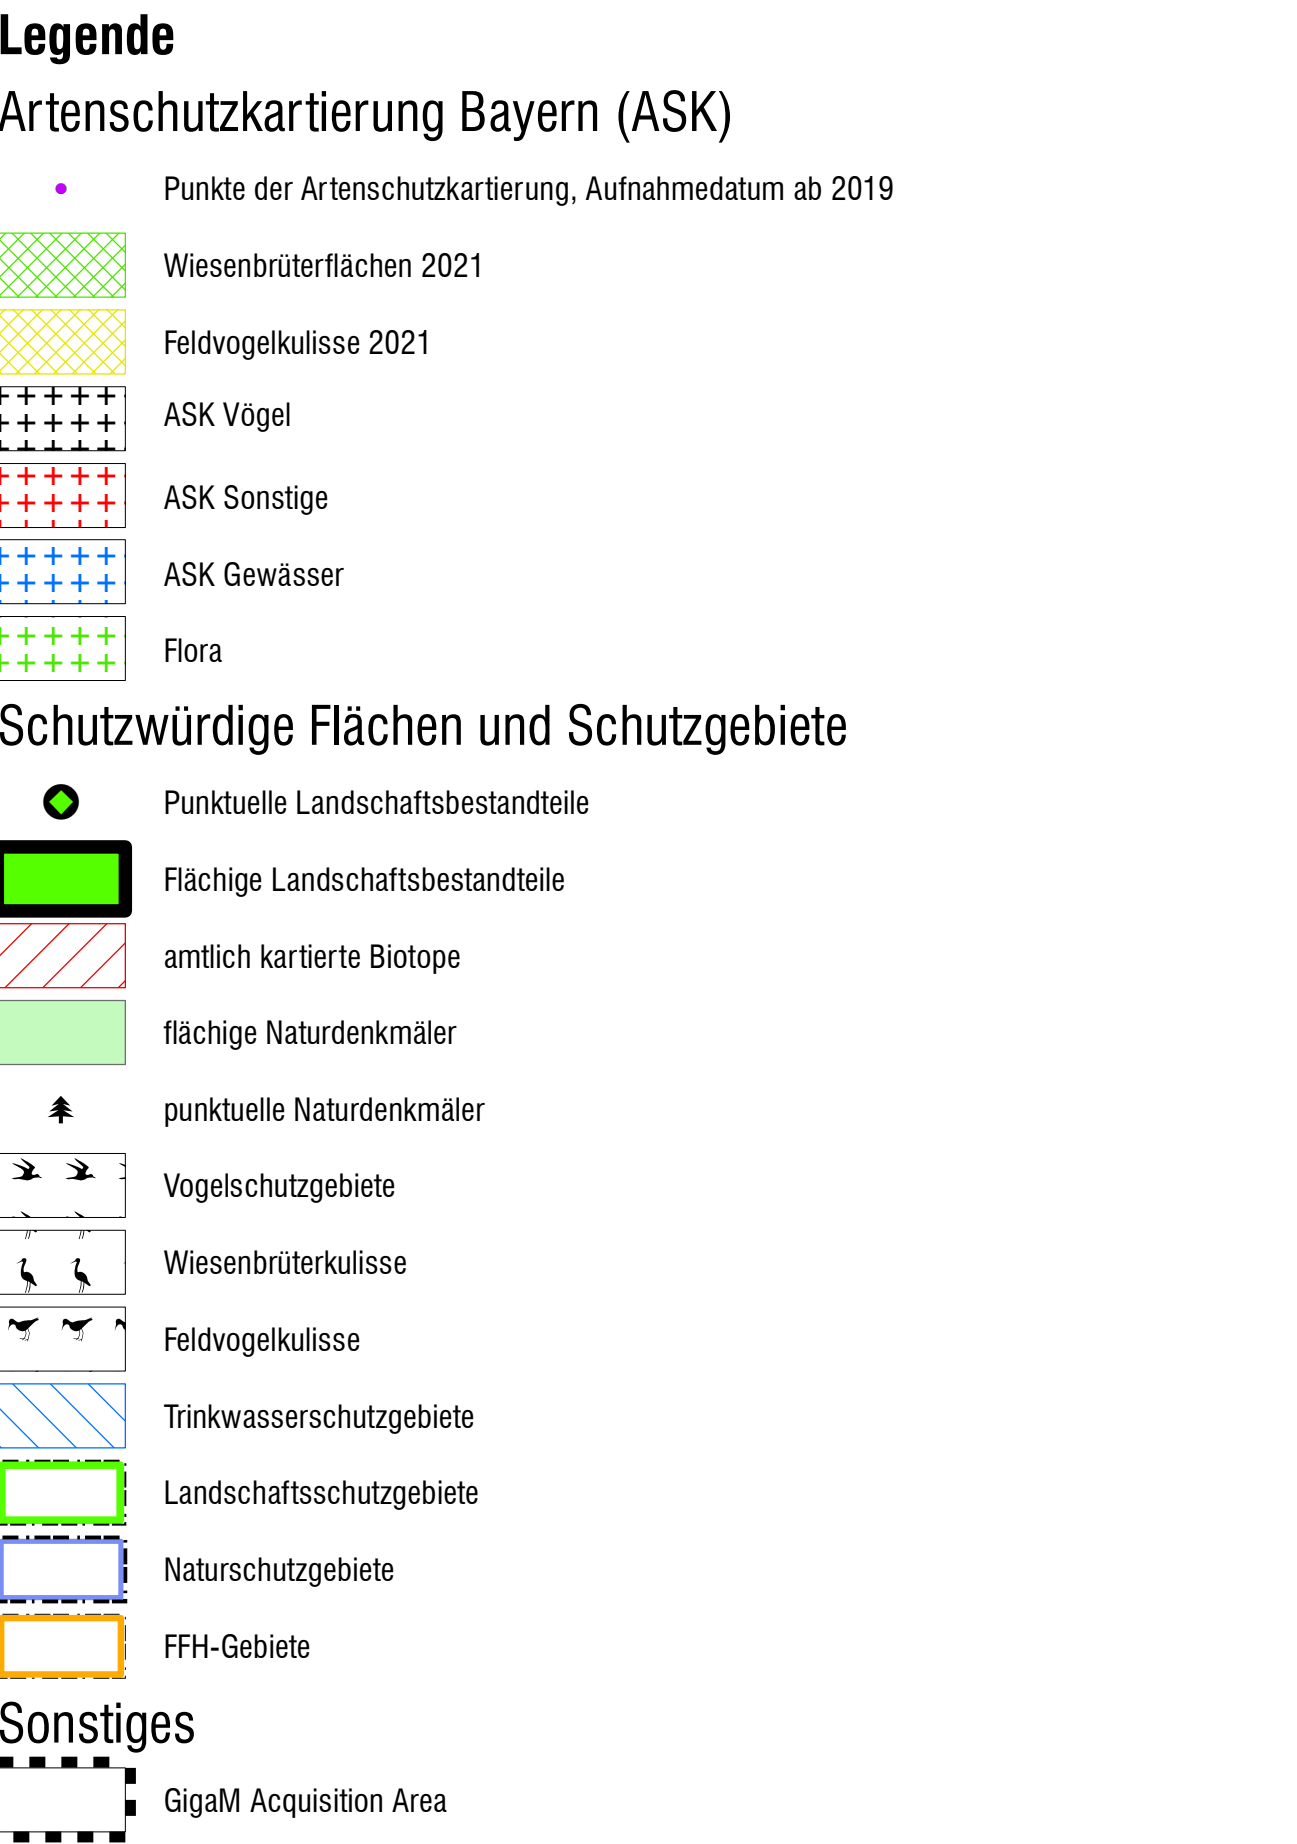 Legende
Artenschutzkartierung Bayern (ASK)
Punkte der Artenschutzkartierung, Aufnahmedatum ab 2019
Wiesenbrüterflächen 2021
Feldvogelkulisse 2021
ASK Vögel
ASK Sonstige
ASK Gewässer
Flora
Schutzwürdige Flächen und Schutzgebiete
Punktuelle Landschaftsbestandteile
Flächige Landschaftsbestandteile
amtlich kartierte Biotope
flächige Naturdenkmäler
punktuelle Naturdenkmäler
Vogelschutzgebiete
Wiesenbrüterkulisse
Feldvogelkulisse
Trinkwasserschutzgebiete
Landschaftsschutzgebiete
Naturschutzgebiete
FFH-Gebiete
Sonstiges
GigaM Acquisition Area